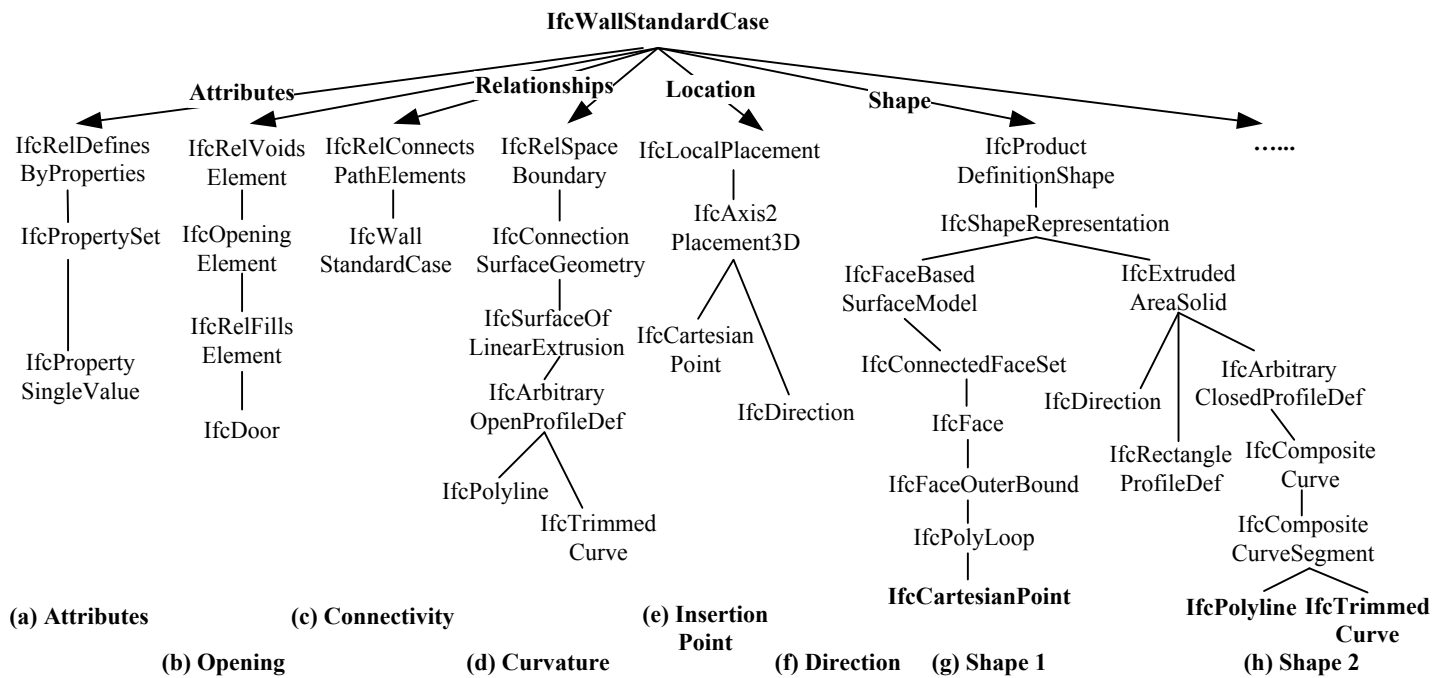 IfcWallStandardCase
Attributes
Relationships
Location
Shape
IfcRelDefines
ByProperties
IfcPropertySet
IfcProperty
SingleValue
IfcRelVoids
Element
IfcOpening
Element
IfcRelFills
Element
IfcDoor
IfcRelConnects
PathElements
IfcWall
StandardCase
IfcRelSpace
Boundary
IfcConnection
SurfaceGeometry
IfcSurfaceOf
LinearExtrusion
IfcArbitrary
OpenProfileDef
IfcPolyline
IfcTrimmed
Curve
IfcLocalPlacement
IfcAxis2
Placement3D
IfcCartesian
Point
IfcDirection
IfcProduct
DefinitionShape
IfcShapeRepresentation
IfcFaceBased
SurfaceModel
IfcConnectedFaceSet
IfcFace
IfcFaceOuterBound
IfcPolyLoop
IfcCartesianPoint
IfcExtruded
AreaSolid
IfcDirection
IfcRectangle
ProfileDef
IfcArbitrary
ClosedProfileDef
IfcComposite
Curve
IfcComposite
CurveSegment
IfcPolyline
IfcTrimmed
Curve
…...
(a) Attributes
(b) Opening
(c) Connectivity
(d) Curvature
(e) Insertion
Point
(f) Direction
(g) Shape 1
(h) Shape 2